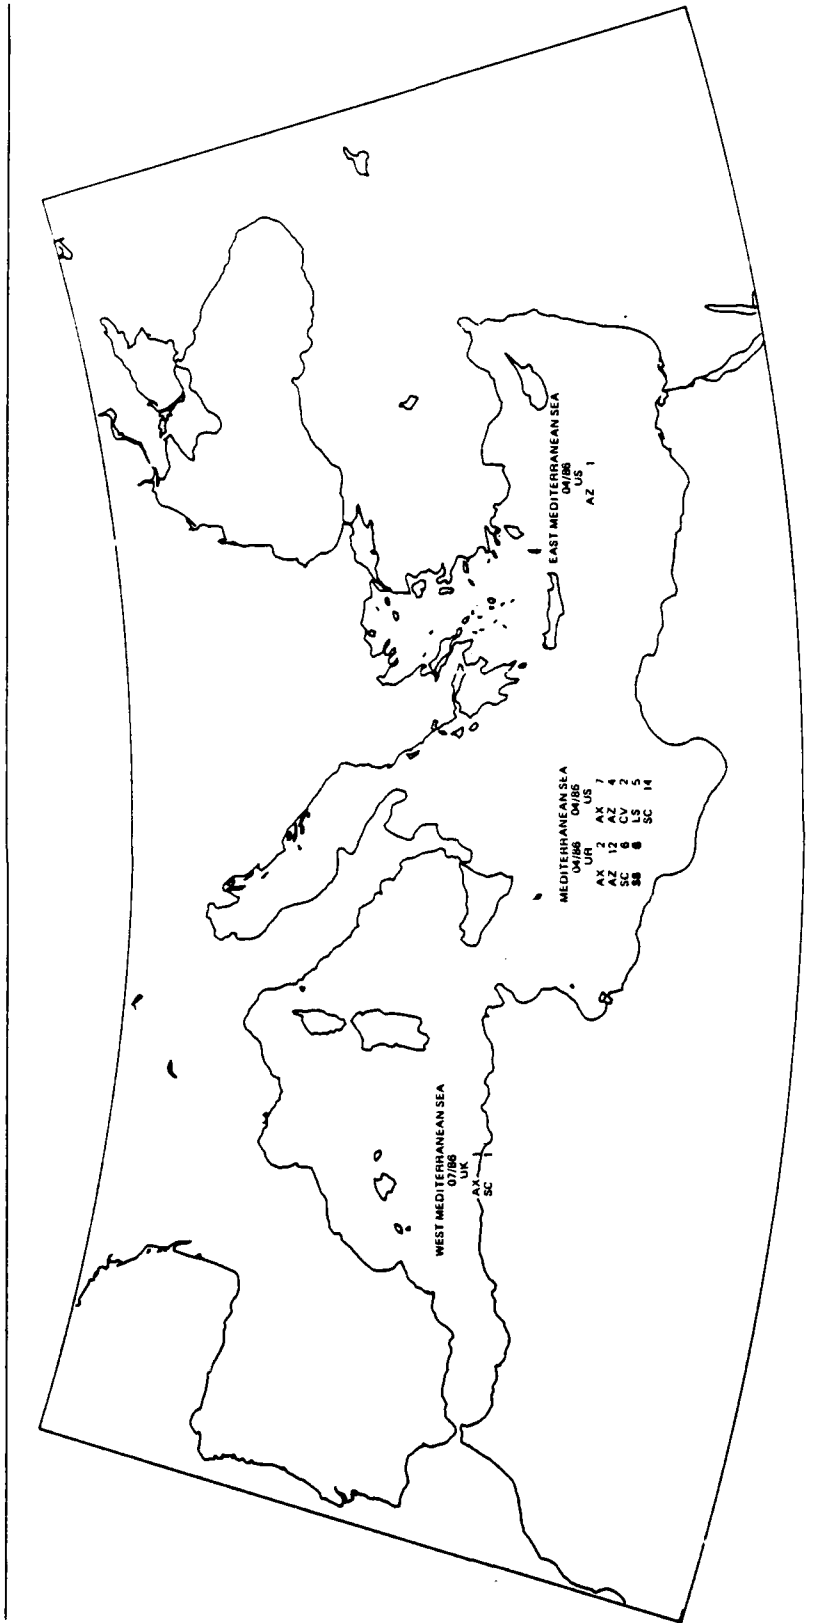 WEST MEDITERRANEAN SEA
07/86
UK
AX 1
SC 1
MEDITERRANEAN SEA
04/86 04/86
UR US
AX 2 AX 7
AZ 12 AZ 4
SC 6 CV 2
SS 8 LS 5
SC 14
EAST MEDITERRANEAN SEA
04/86
US
AZ 1